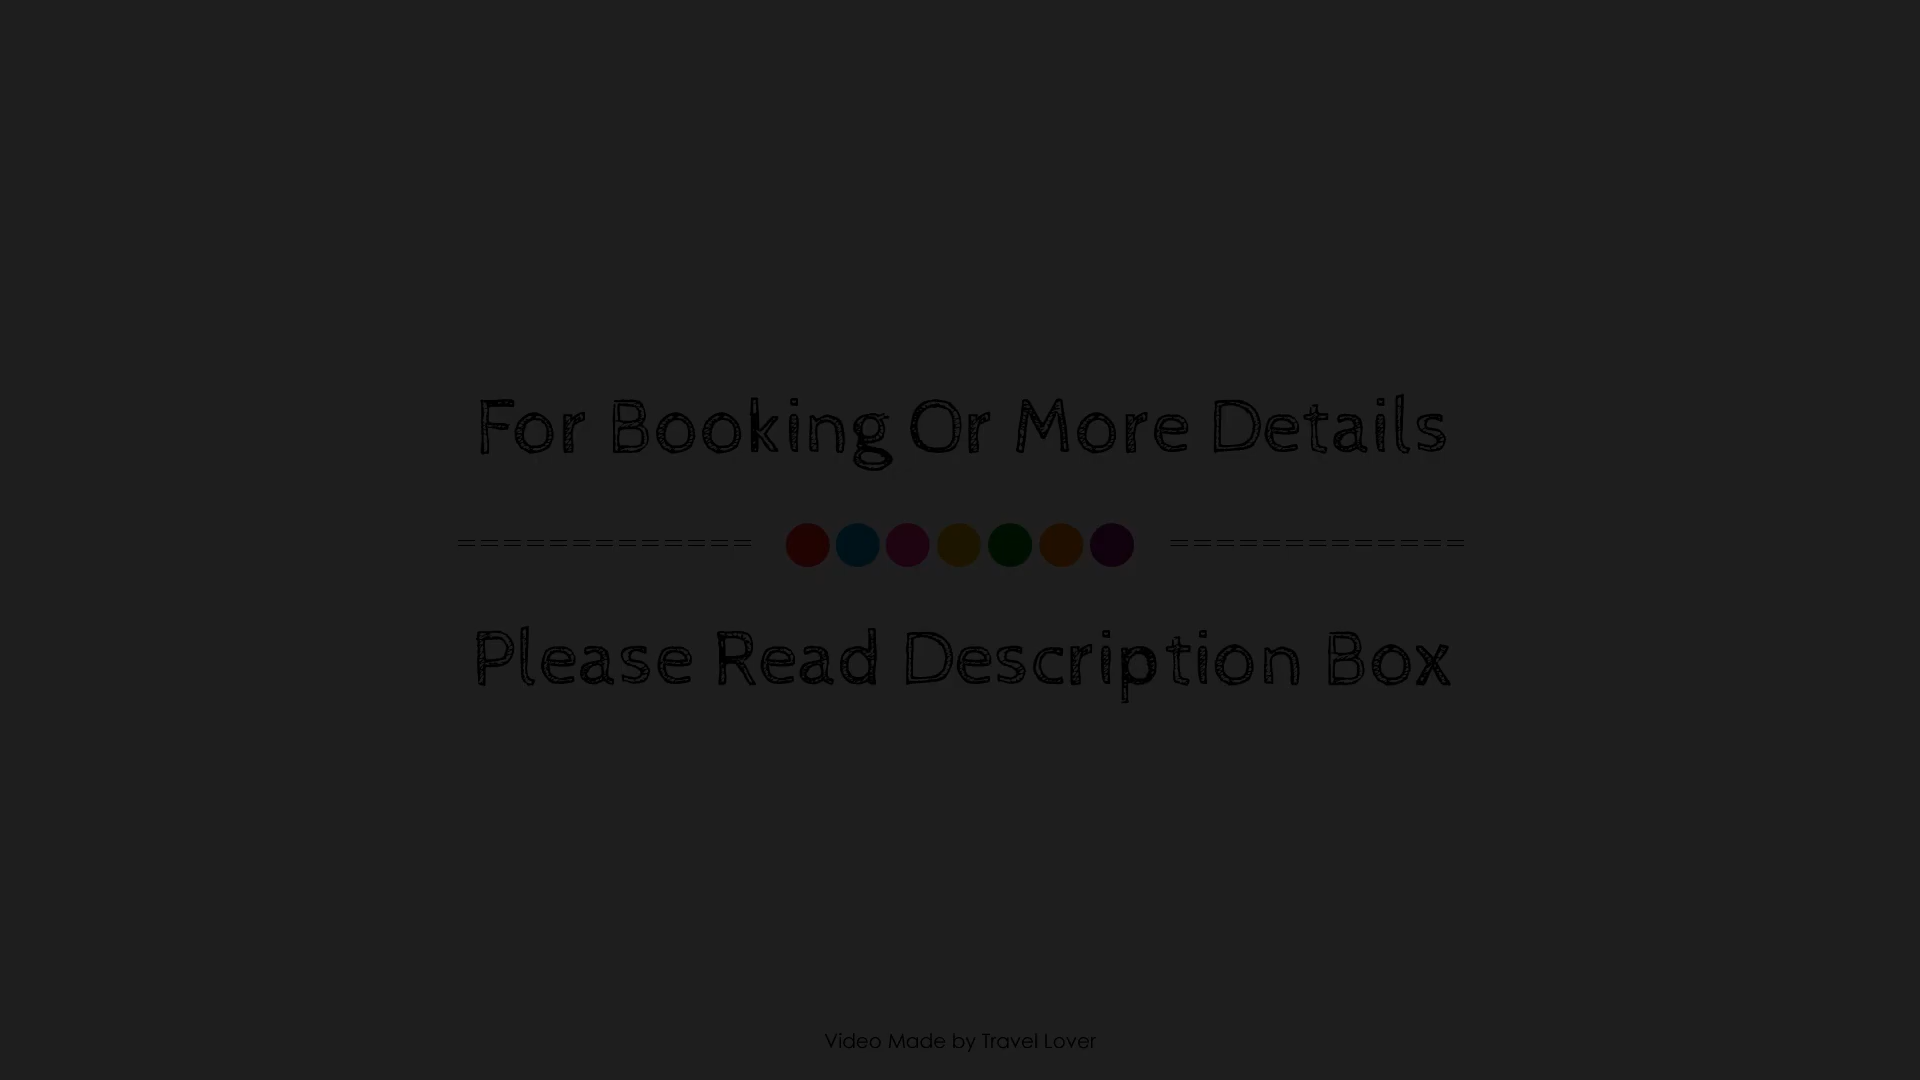 For Booking Or More Details
============= =============
Please Read Description Box
Video Made by Travel Lover